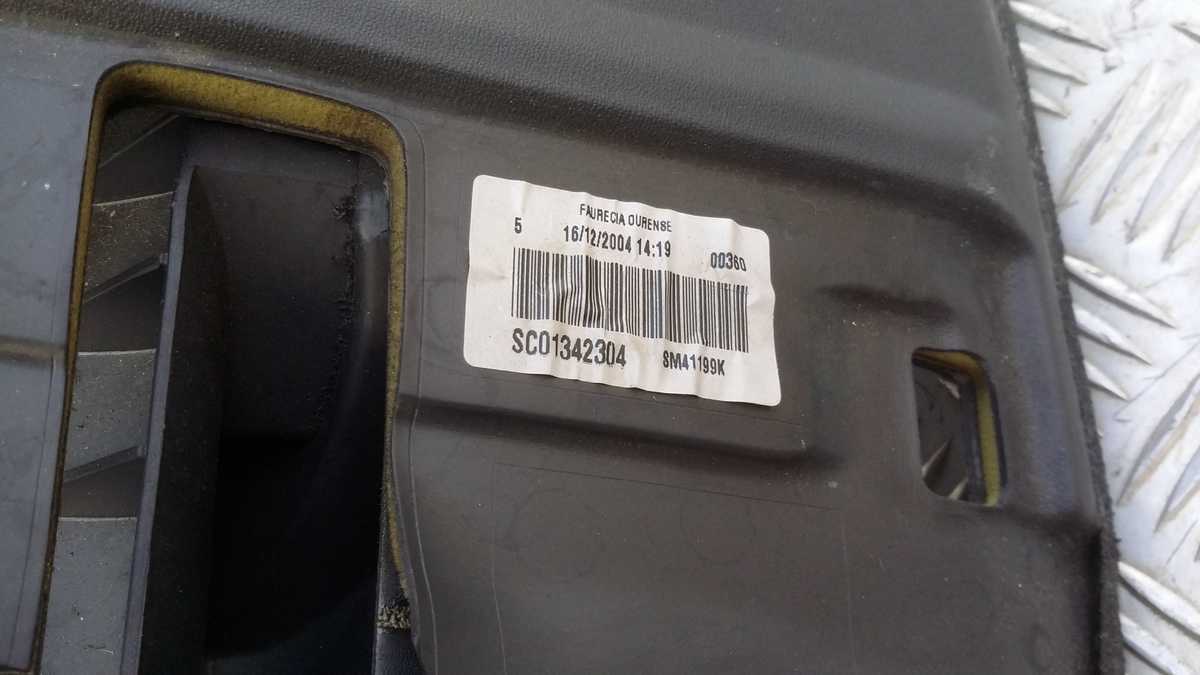 FAURECIA OURENSE
5 16/12/2004 14:19 00360
SC01342304 SM41199K